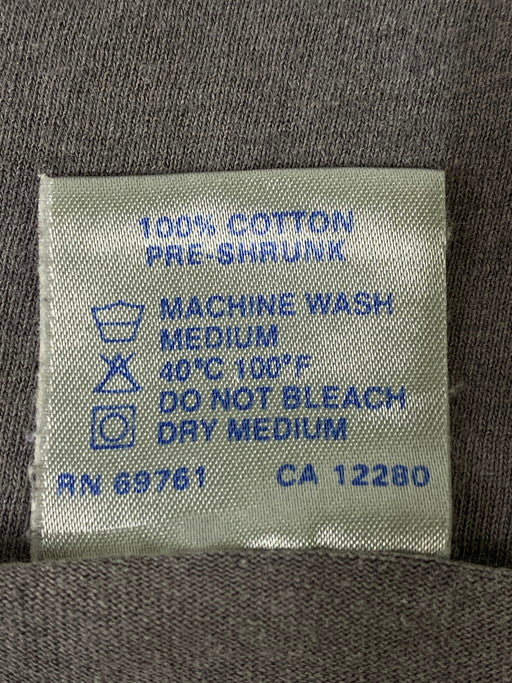 100% COTTON
PRE-SHRUNK
MACHINE WASH
MEDIUM
40°C 100°F
DO NOT BLEACH
DRY MEDIUM
RN 69761 CA 12280